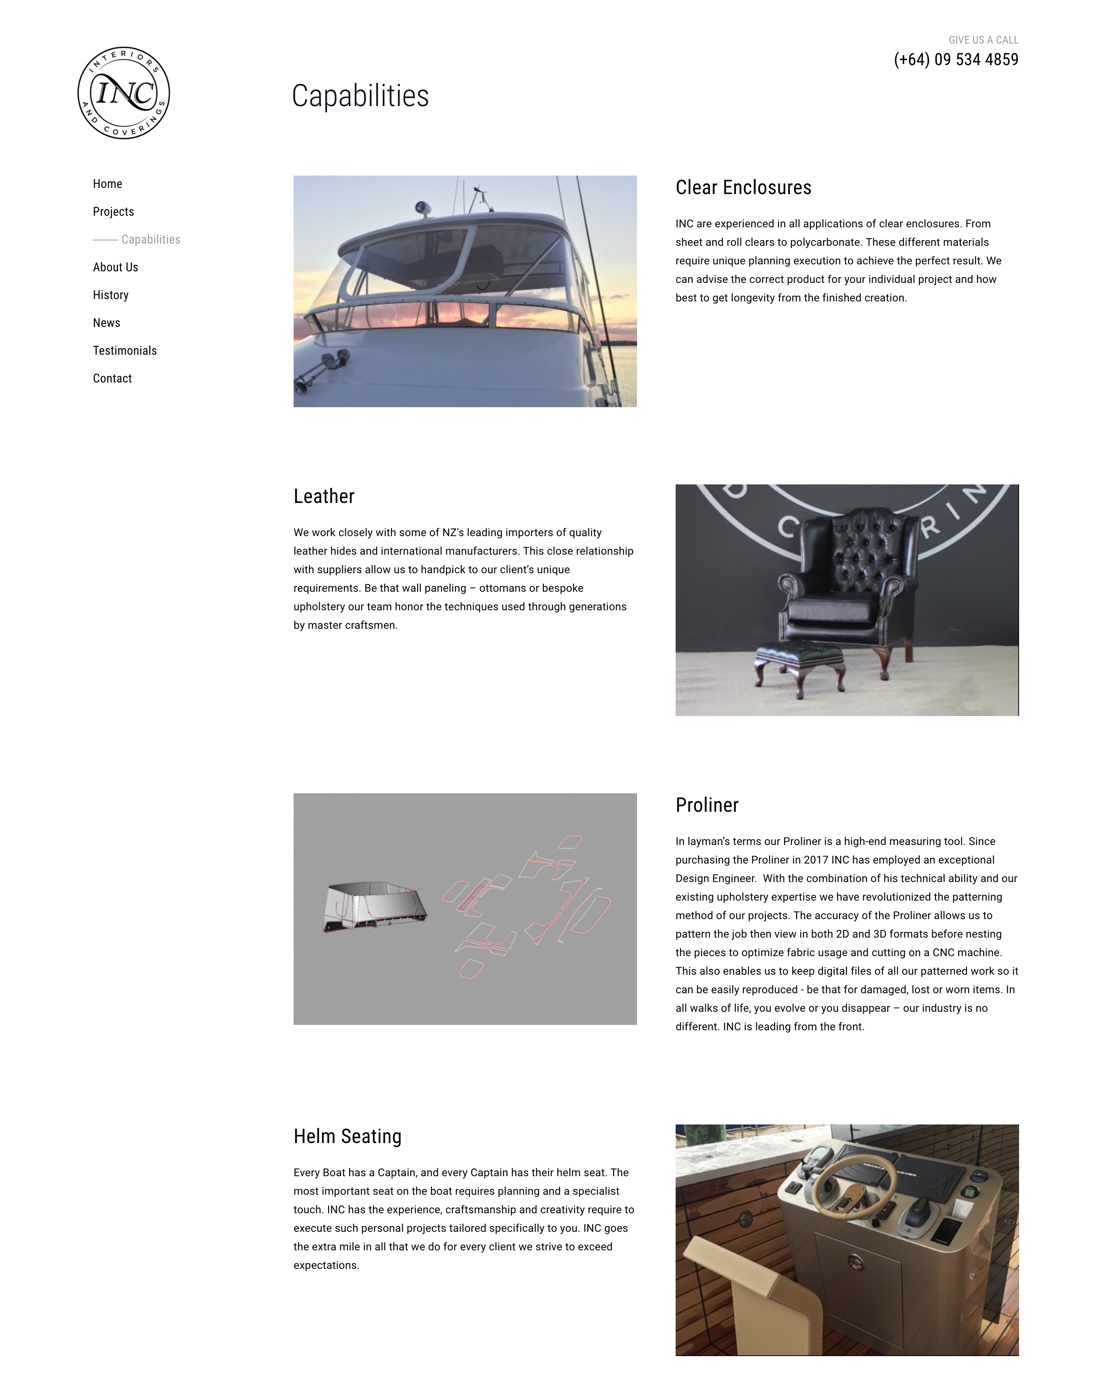 GIVE US A CALL
(+64) 09 534 4859
INTERIORS
INC
AND COVERINGS
Capabilities
Home
Projects
Capabilities
About Us
History
News
Testimonials
Contact
Clear Enclosures
INC are experienced in all applications of clear enclosures. From
sheet and roll clears to polycarbonate. These different materials
require unique planning execution to achieve the perfect result. We
can advise the correct product for your individual project and how
best to get longevity from the finished creation.
Leather
We work closely with some of NZ's leading importers of quality
leather hides and international manufacturers. This close relationship
with suppliers allow us to handpick to our client's unique
requirements. Be that wall paneling – ottomans or bespoke
upholstery our team honor the techniques used through generations
by master craftsmen.
D C RIN
Proliner
In layman's terms our Proliner is a high-end measuring tool. Since
purchasing the Proliner in 2017 INC has employed an exceptional
Design Engineer.  With the combination of his technical ability and our
existing upholstery expertise we have revolutionized the patterning
method of our projects. The accuracy of the Proliner allows us to
pattern the job then view in both 2D and 3D formats before nesting
the pieces to optimize fabric usage and cutting on a CNC machine.
This also enables us to keep digital files of all our patterned work so it
can be easily reproduced - be that for damaged, lost or worn items. In
all walks of life, you evolve or you disappear – our industry is no
different. INC is leading from the front.
Helm Seating
Every Boat has a Captain, and every Captain has their helm seat. The
most important seat on the boat requires planning and a specialist
touch. INC has the experience, craftsmanship and creativity require to
execute such personal projects tailored specifically to you. INC goes
the extra mile in all that we do for every client we strive to exceed
expectations.